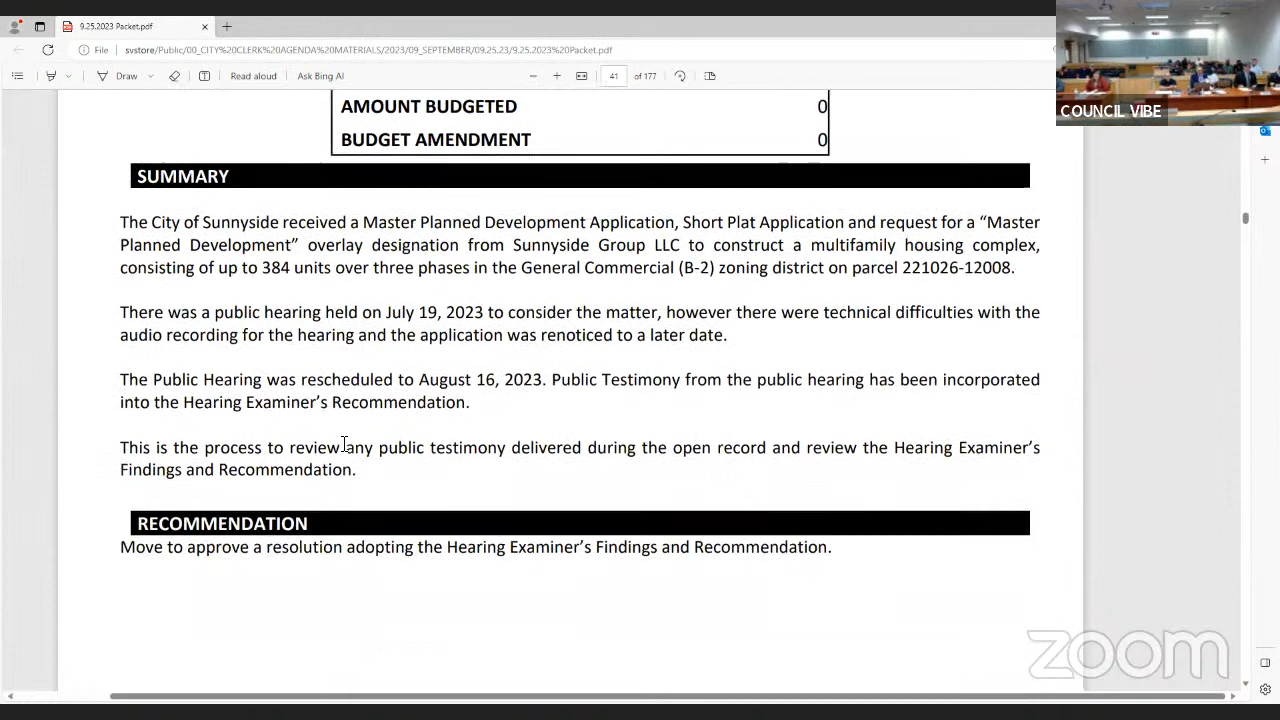 9.25.2023 Packet.pdf
File
svstore/Public/00_CITY%20CLERK%20AGENDA%20MATERIALS/2023/09_SEPTEMBER/09.25.23/9.25.2023%20Packet.pdf
Draw
Read aloud
Ask Bing AI
41 of 177
COUNCIL VIBE
AMOUNT BUDGETED 0
BUDGET AMENDMENT 0
SUMMARY
The City of Sunnyside received a Master Planned Development Application, Short Plat Application and request for a “Master
Planned Development” overlay designation from Sunnyside Group LLC to construct a multifamily housing complex,
consisting of up to 384 units over three phases in the General Commercial (B-2) zoning district on parcel 221026-12008.
There was a public hearing held on July 19, 2023 to consider the matter, however there were technical difficulties with the
audio recording for the hearing and the application was renoticed to a later date.
The Public Hearing was rescheduled to August 16, 2023. Public Testimony from the public hearing has been incorporated
into the Hearing Examiner’s Recommendation.
This is the process to review any public testimony delivered during the open record and review the Hearing Examiner’s
Findings and Recommendation.
RECOMMENDATION
Move to approve a resolution adopting the Hearing Examiner’s Findings and Recommendation.
zoom